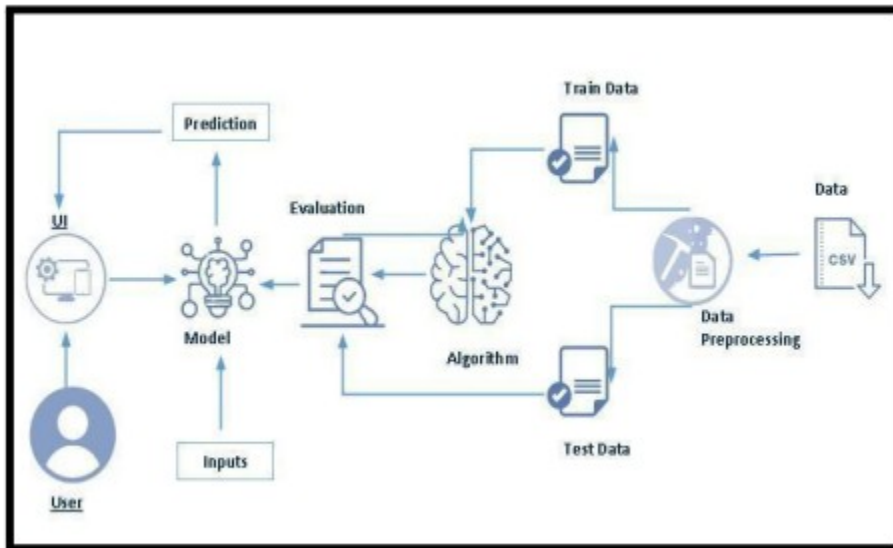 Train Data
Prediction
Data
Evaluation
UI
CSV
Model
Algorithm
Data
Preprocessing
Inputs
Test Data
User